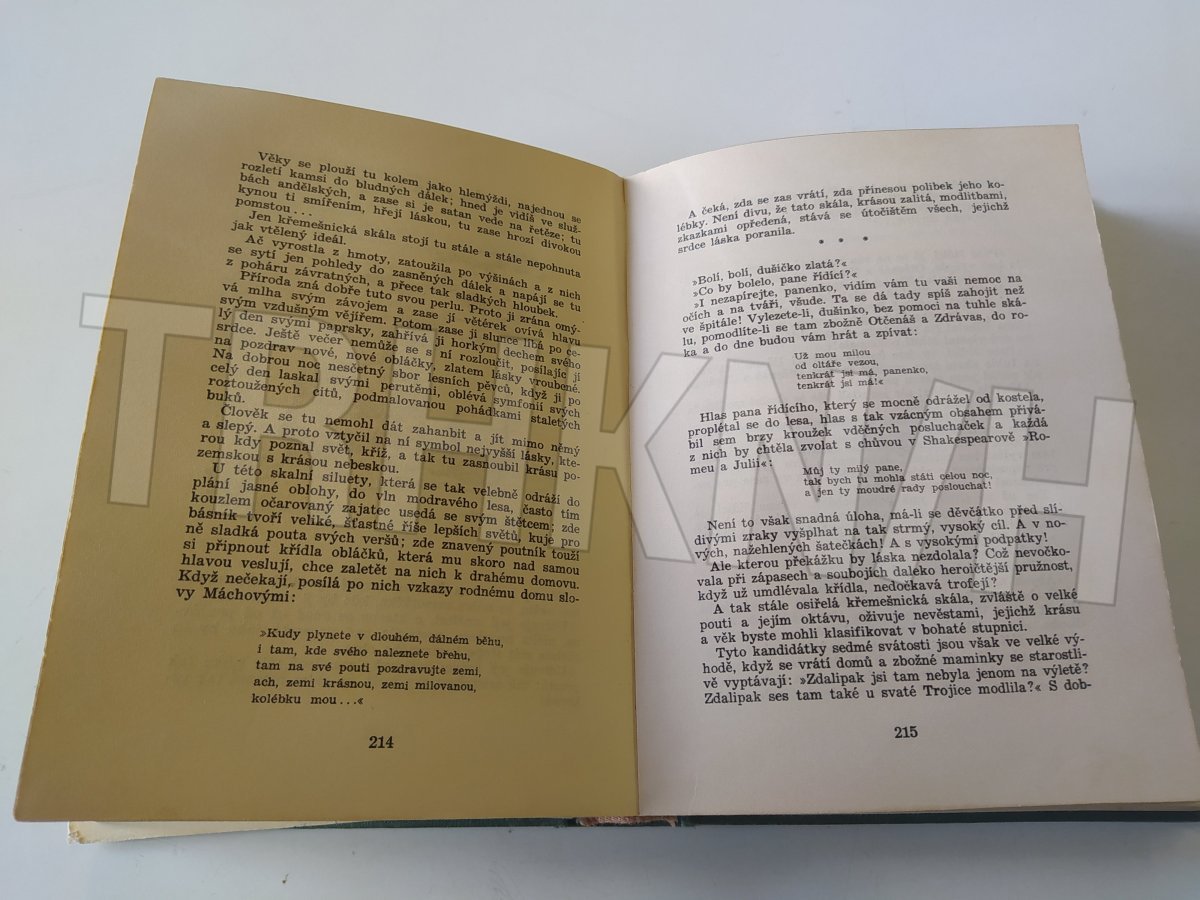 Věky se plouží tu kolem jako hlemýždi, najednou se
rozletí kamsi do bludných dálek; hned je vidíš ve služ-
bách andělských, a zase si je satan vede na řetěze; tu
kynou ti smířením, hřejí láskou, tu zase hrozí divokou
pomstou...
Jen křemešnická skála stojí tu stále a stále nepohnuta
jak vtělený ideál.
Ač vyrostla z hmoty, zatoužila po výšinách a z nich
se sytí jen pohledy do zasněných dálek a napájí se tu
z poháru závratných, a přece tak sladkých hloubek.
Příroda zná dobře tuto svou perlu. Proto ji zrána omý-
vá mlha svým závojem a zase jí větérek ovívá hlavu
svým vzdušným vějířem. Potom zase ji slunce líbá po ce-
lý den svými paprsky, zahřívá ji horkým dechem svého
srdce. Ještě večer nemůže se s ní rozloučit, posílajíc jí
na pozdrav nové, nové obláčky, zlatem lásky vroubené.
Na dobrou noc nesčetný sbor lesních pěvců, když ji po
celý den laskal svými perutěmi, oblévá symfonií svých
roztoužených citů, podmalovanou pohádkami staletých
buků.
Člověk se tu nemohl dát zahanbit a jít mimo němý
a slepý. A proto vztyčil na ní symbol nejvyšší lásky, kte-
rou kdy poznal svět, kříž, a tak tu zasnoubil krásu po-
zemskou s krásou nebeskou.
U této skalní siluety, která se tak velebně odráží do
plání jasné oblohy, do vln modravého lesa, často tím
kouzlem očarovaný zajatec usedá se svým štětcem; zde
básník tvoří veliké, šťastné říše lepších světů, kuje pro
ně sladká pouta svých veršů; zde znavený poutník touží
si připnout křídla obláčků, která mu skoro nad samou
hlavou veslují, chce zaletět na nich k drahému domovu.
Když nečekají, posílá po nich vzkazy rodnému domu slo-
vy Máchovými:
»Kudy plynete v dlouhém, dálném běhu,
i tam, kde svého naleznete břehu,
tam na své pouti pozdravujte zemi,
ach, zemi krásnou, zemi milovanou,
kolébku mou...«
214
A čeká, zda se zas vrátí, zda přinesou polibek jeho ko-
lébky. Není divu, že tato skála, krásou zalitá, modlitbami,
zkazkami opředená, stává se útočištěm všech, jejichž
srdce láska poranila.
* * *
»Bolí, bolí, dušičko zlatá?«
»Co by bolelo, pane řídící?«
»I nezapírejte, panenko, vidím vám tu vaši nemoc na
očích a na tváři, všude. Ta se dá tady spíš zahojit než
ve špitále! Vylezete-li, dušinko, bez pomoci na tuhle ská-
lu, pomodlíte-li se tam zbožně Otčenáš a Zdrávas, do ro-
ka a do dne budou vám hrát a zpívat:
Už mou milou
od oltáře vezou,
tenkrát jsi má, panenko,
tenkrát jsi má!«
Hlas pana řídícího, který se mocně odrážel od kostela,
proplétal se do lesa, hlas s tak vzácným obsahem přivá-
bil sem brzy kroužek vděčných posluchaček a každá
z nich by chtěla zvolat s chůvou v Shakespearově »Ro-
meu a Julii«:
Můj ty milý pane,
tak bych tu mohla státi celou noc,
a jen ty moudré rady poslouchat!
Není to však snadná úloha, má-li se děvčátko před sli-
divými zraky vyšplhat na tak strmý, vysoký cíl. A v no-
vých, nažehlených šatečkách! A s vysokými podpatky!
Ale kterou překážku by láska nezdolala? Což nevočko-
vala při zápasech a soubojích daleko heroičtější pružnost,
když už umdlévala křídla, nedočkavá trofejí?
A tak stále osiřelá křemešnická skála, zvláště o velké
pouti a jejím oktávu, oživuje nevěstami, jejichž krásu
a věk byste mohli klasifikovat v bohaté stupnici.
Tyto kandidátky sedmé svátosti jsou však ve velké vý-
hodě, když se vrátí domů a zbožné maminky se starostli-
vě vyptávají: »Zdalipak jsi tam nebyla jenom na výletě?
Zdalipak ses tam také u svaté Trojice modlila?« S dob-
215